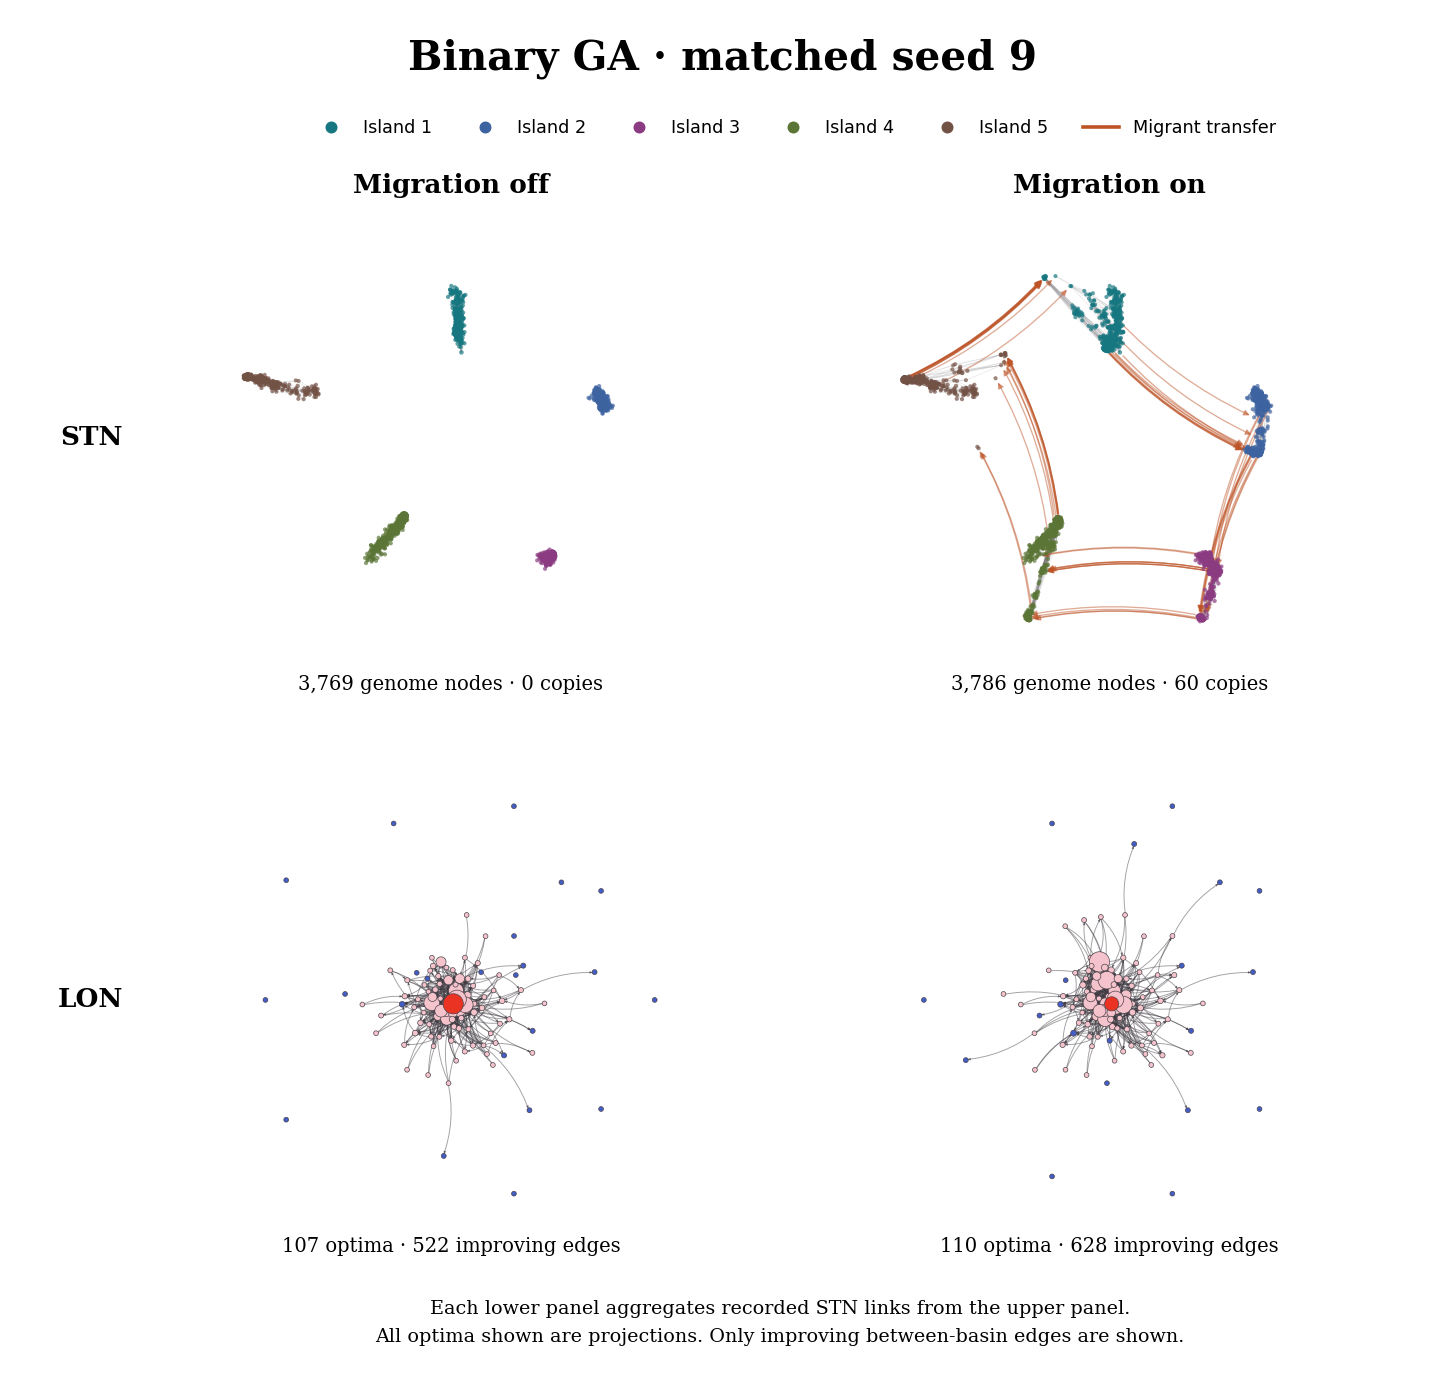 Binary GA · matched seed 9
Island 1 Island 2 Island 3 Island 4 Island 5 Migrant transfer
Migration off Migration on
STN
3,769 genome nodes · 0 copies 3,786 genome nodes · 60 copies
LON
107 optima · 522 improving edges 110 optima · 628 improving edges
Each lower panel aggregates recorded STN links from the upper panel.
All optima shown are projections. Only improving between-basin edges are shown.